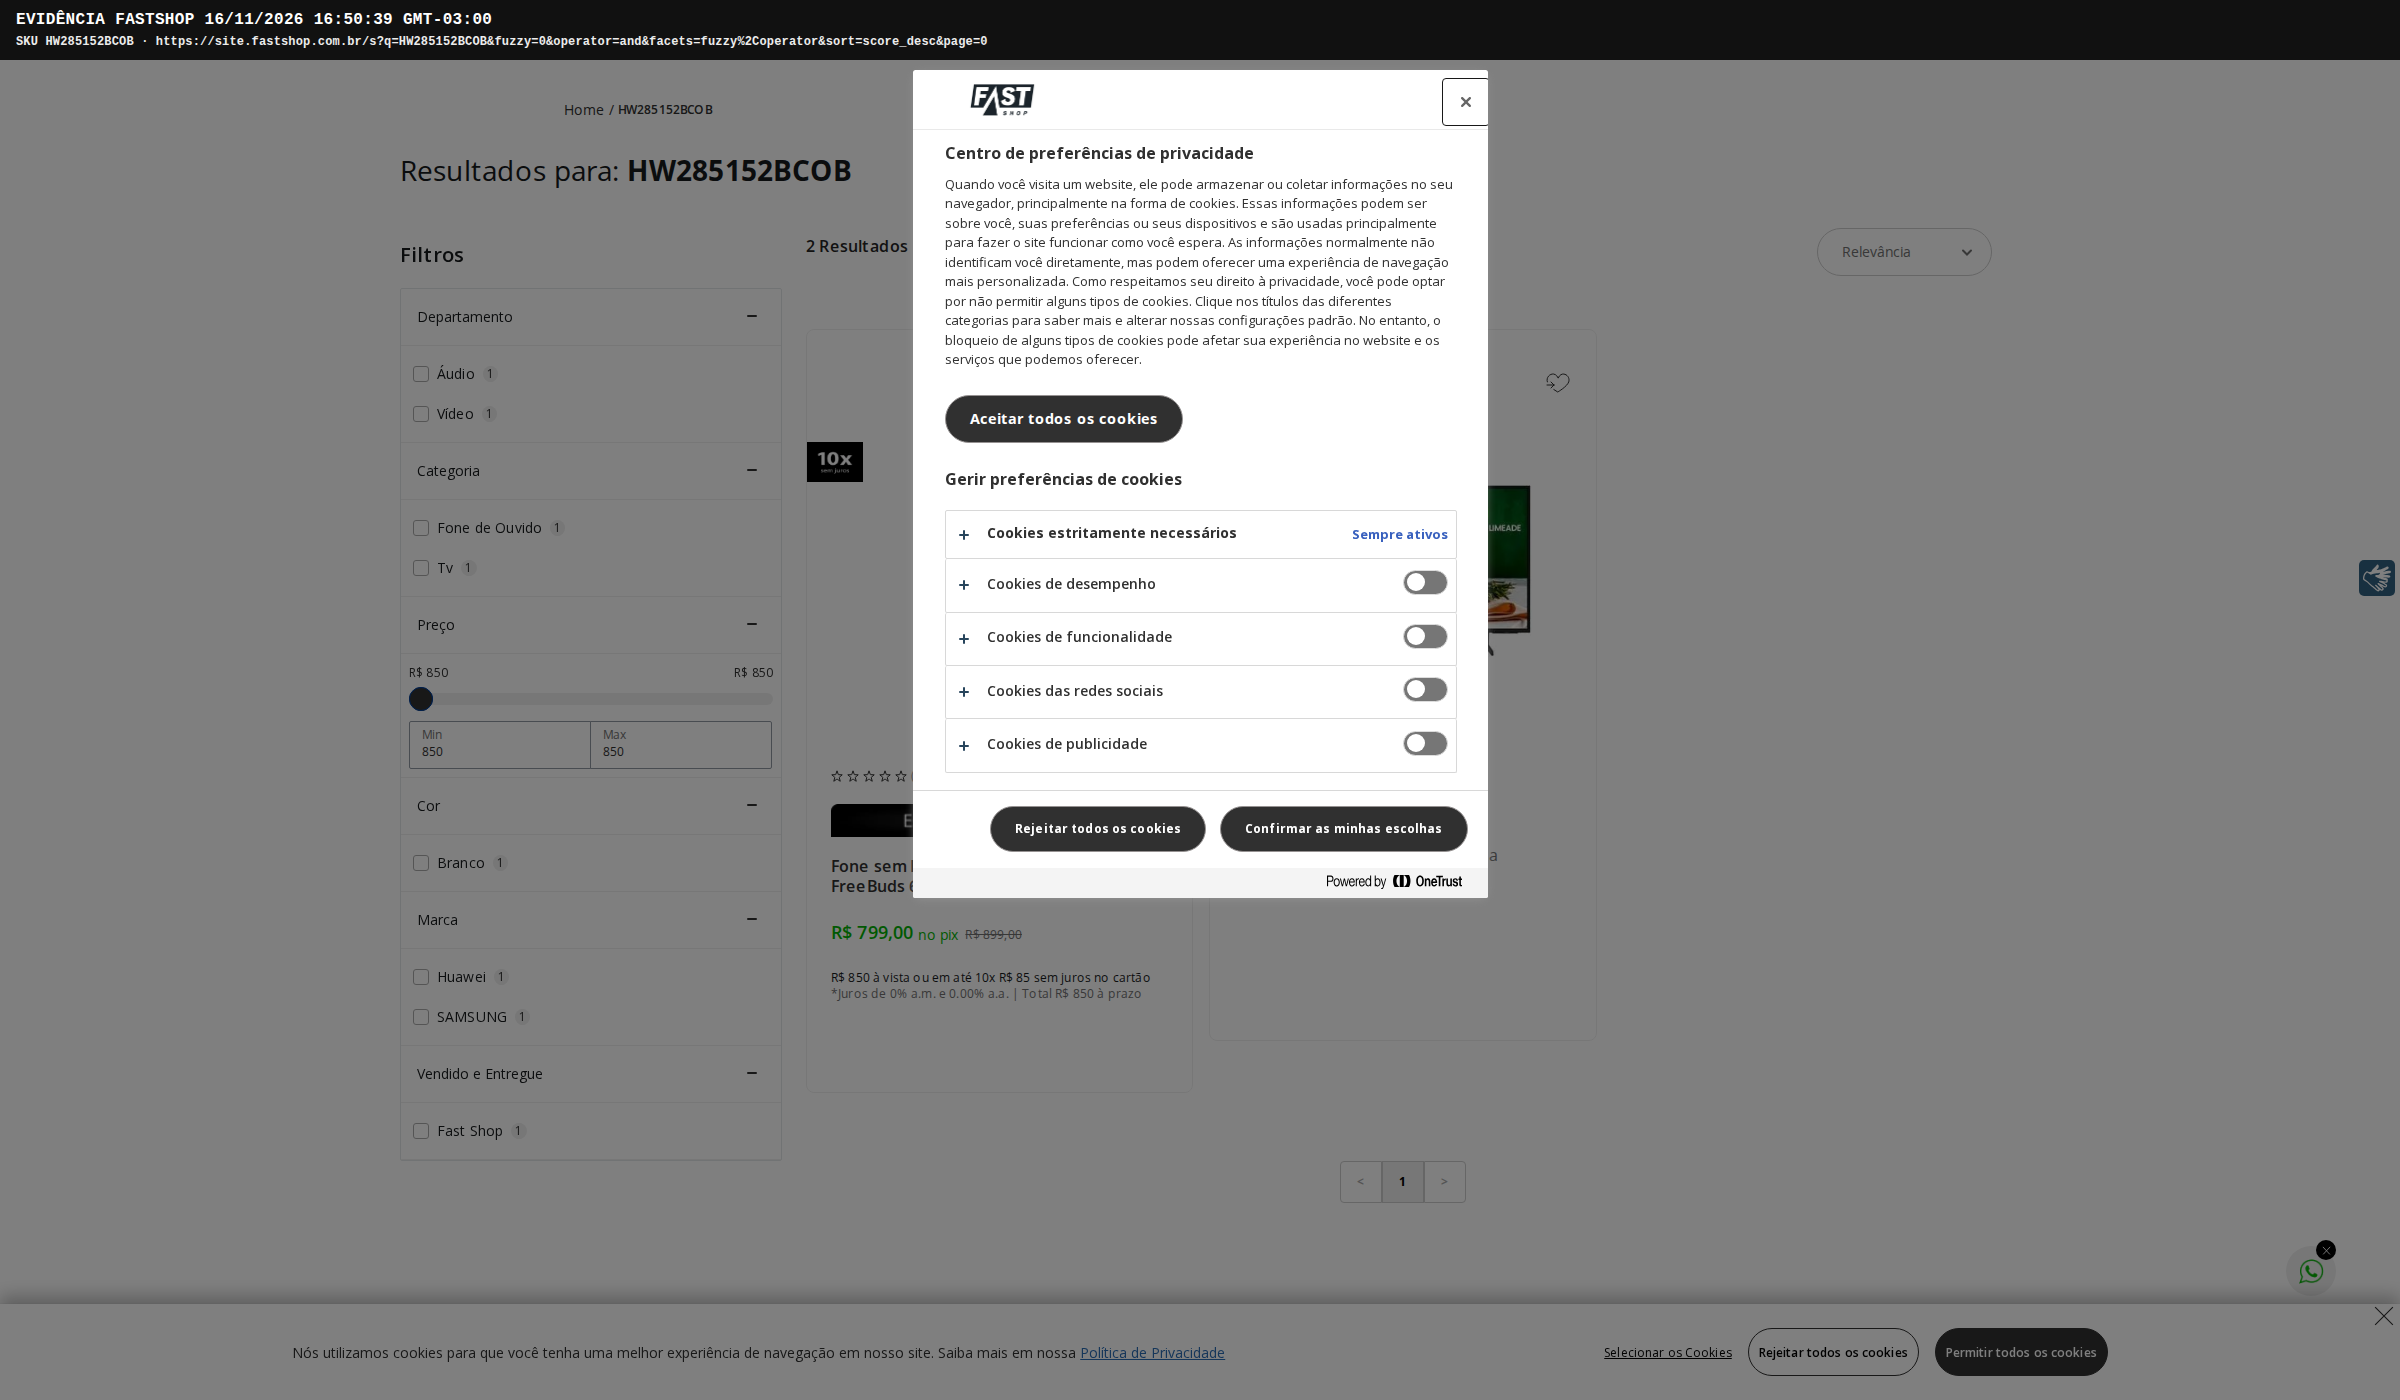 EVIDÊNCIA FASTSHOP 16/11/2026 16:50:39 GMT-03:00
SKU HW285152BCOB · https://site.fastshop.com.br/s?q=HW285152BCOB&fuzzy=0&operator=and&facets=fuzzy%2Coperator&sort=score_desc&page=0
Home / HW285152BCOB
Resultados para: HW285152BCOB
Filtros
2 Resultados
Relevância
Departamento
Áudio 1
Vídeo 1
Categoria
Fone de Ouvido 1
Tv 1
Preço
R$ 850 R$ 850
Min Max
850 850
Cor
Branco 1
Marca
Huawei 1
SAMSUNG 1
Vendido e Entregue
Fast Shop 1
10x
sem juros
Fone sem
FreeBuds
R$ 799,00 no pix R$ 899,00
R$ 850 à vista ou em até 10x R$ 85 sem juros no cartão
*Juros de 0% a.m. e 0.00% a.a. | Total R$ 850 à prazo
LIMEADE
< 1 >
FAST
SHOP
Centro de preferências de privacidade
Quando você visita um website, ele pode armazenar ou coletar informações no seu
navegador, principalmente na forma de cookies. Essas informações podem ser
sobre você, suas preferências ou seus dispositivos e são usadas principalmente
para fazer o site funcionar como você espera. As informações normalmente não
identificam você diretamente, mas podem oferecer uma experiência de navegação
mais personalizada. Como respeitamos seu direito à privacidade, você pode optar
por não permitir alguns tipos de cookies. Clique nos títulos das diferentes
categorias para saber mais e alterar nossas configurações padrão. No entanto, o
bloqueio de alguns tipos de cookies pode afetar sua experiência no website e os
serviços que podemos oferecer.
Aceitar todos os cookies
Gerir preferências de cookies
Cookies estritamente necessários Sempre ativos
Cookies de desempenho
Cookies de funcionalidade
Cookies das redes sociais
Cookies de publicidade
Rejeitar todos os cookies Confirmar as minhas escolhas
Powered by OneTrust
Nós utilizamos cookies para que você tenha uma melhor experiência de navegação em nosso site. Saiba mais em nossa Política de Privacidade
Selecionar os Cookies Rejeitar todos os cookies Permitir todos os cookies